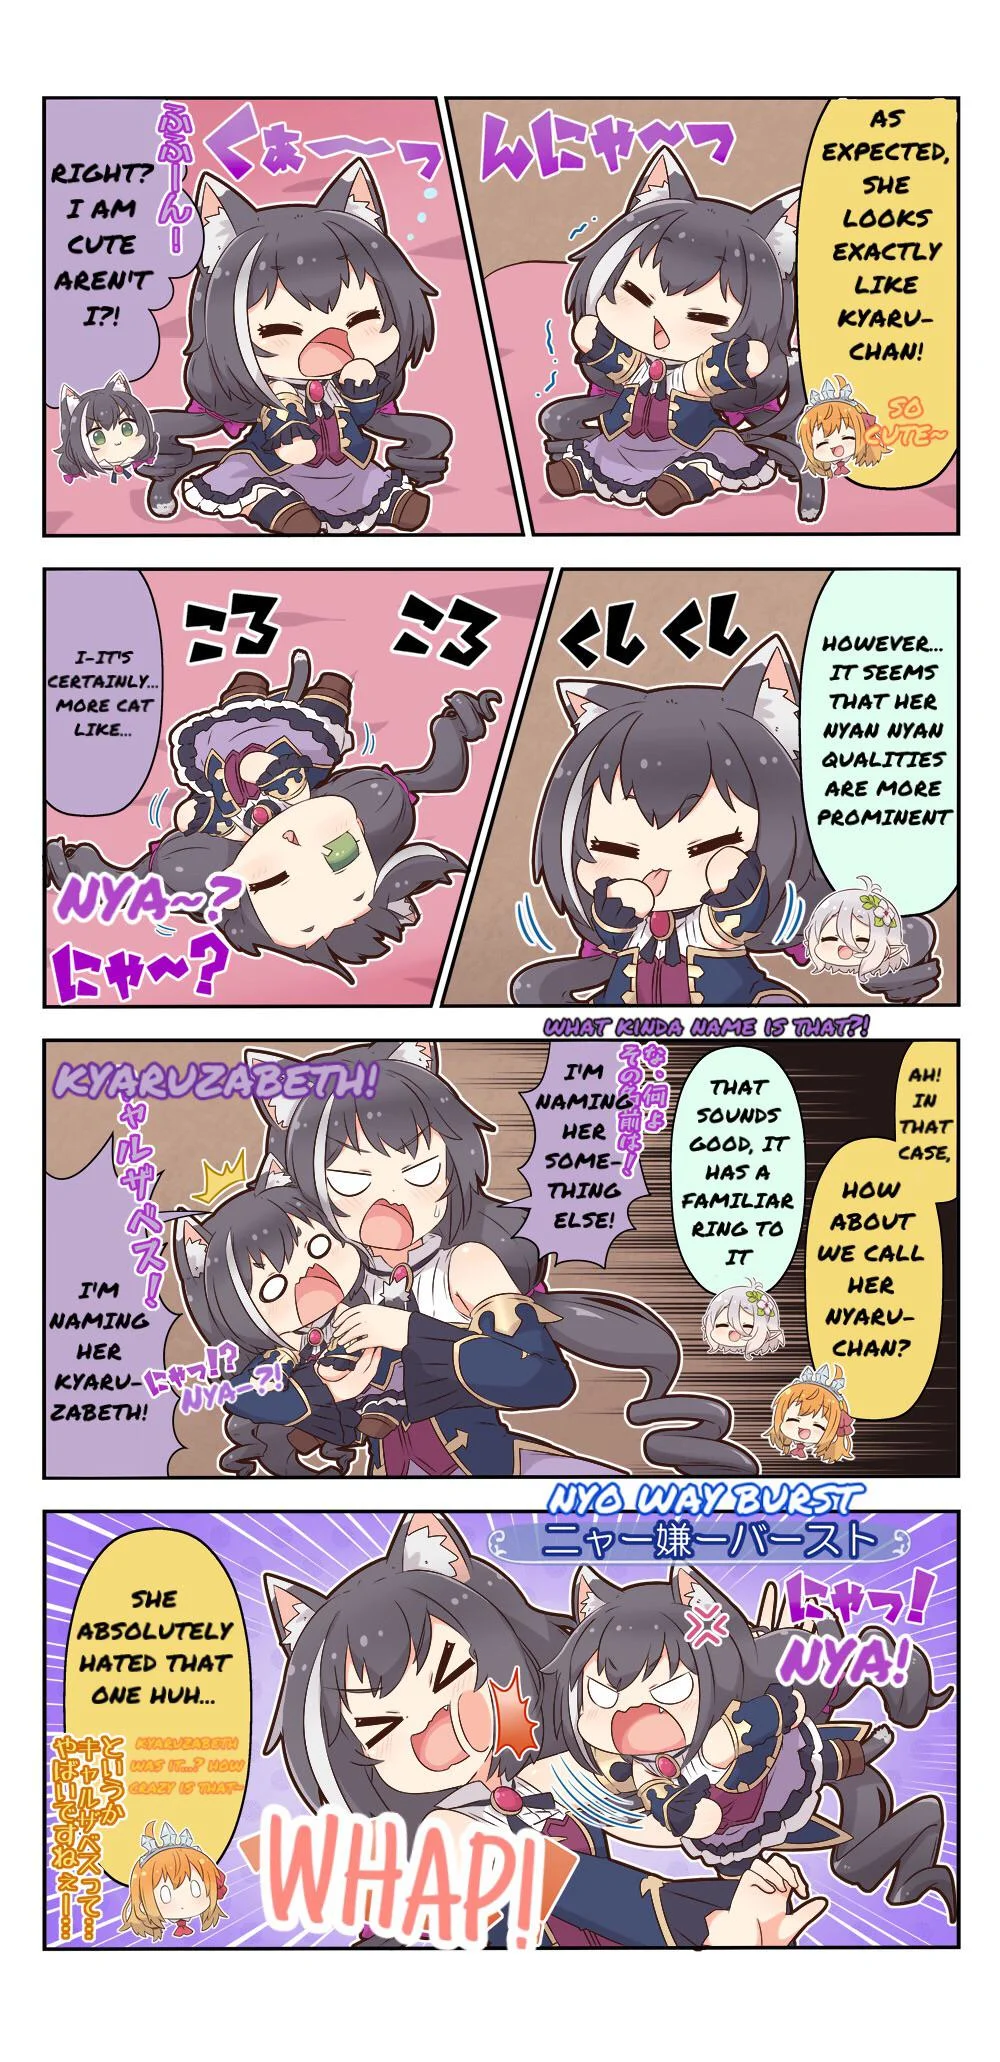 AS
EXPECTED,
SHE
LOOKS
EXACTLY
LIKE
KYARU-
CHAN!
SO
CUTE~
んにゃ～っ
くぁーーっ
ふふーん!
RIGHT?
I AM
CUTE
AREN'T
I?!
HOWEVER...
IT SEEMS
THAT HER
NYAN NYAN
QUALITIES
ARE MORE
PROMINENT
くしくし
ころ
ころ
I-IT'S
CERTAINLY...
MORE CAT
LIKE...
NYA~?
にゃ～?
AH!
IN
THAT
CASE,
HOW
ABOUT
WE CALL
HER
NYARU-
CHAN?
THAT
SOUNDS
GOOD, IT
HAS A
FAMILIAR
RING TO
IT
WHAT KINDA NAME IS THAT?!
な、何よ
その名前は!
I'M
NAMING
HER
SOME-
THING
ELSE!
KYARUZABETH!
ャルザベス!
I'M
NAMING
HER
KYARU-
ZABETH!
にゃっ!?
NYA-?!
NYO WAY BURST
ニャー嫌ーバースト
にゃっ!
NYA!
WHAP!
SHE
ABSOLUTELY
HATED THAT
ONE HUH...
KYARUZABETH
WAS IT...? HOW
CRAZY IS THAT~
というか
キャルザベスって…
やばいですねぇー…